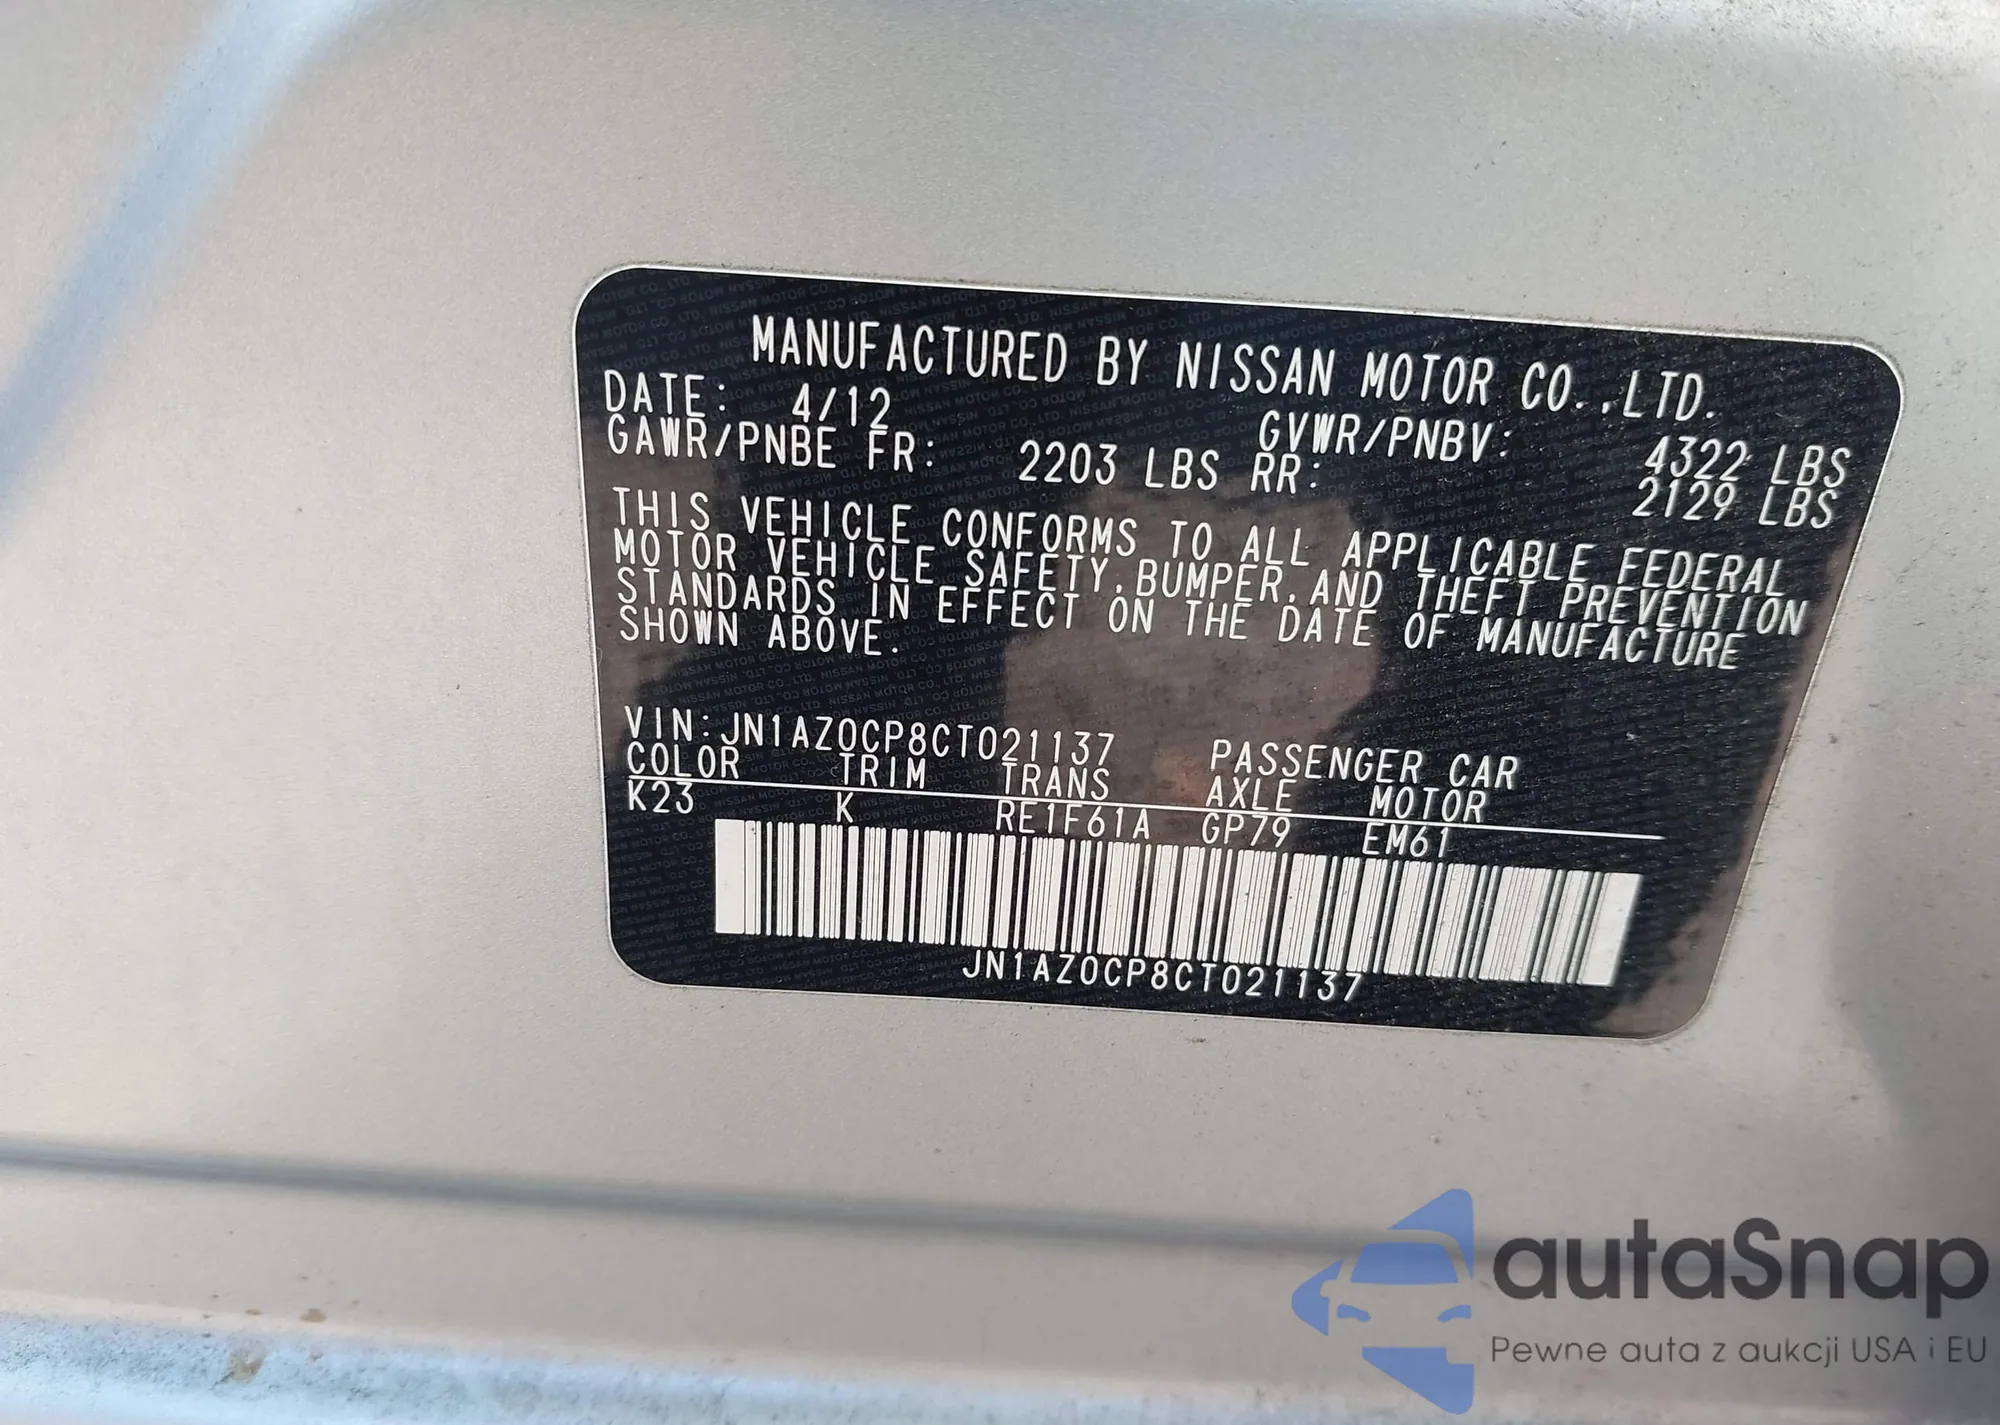 MANUFACTURED BY NISSAN MOTOR CO.,LTD.
DATE: 4/12 GVWR/PNBV: 4322 LBS
GAWR/PNBE FR: 2203 LBS RR: 2129 LBS
THIS VEHICLE CONFORMS TO ALL APPLICABLE FEDERAL
MOTOR VEHICLE SAFETY,BUMPER,AND THEFT PREVENTION
STANDARDS IN EFFECT ON THE DATE OF MANUFACTURE
SHOWN ABOVE.
VIN:JN1AZ0CP8CT021137 PASSENGER CAR
COLOR TRIM TRANS AXLE MOTOR
K23 K RE1F61A GP79 EM61
JN1AZ0CP8CT021137
autaSnap
Pewne auta z aukcji USA i EU